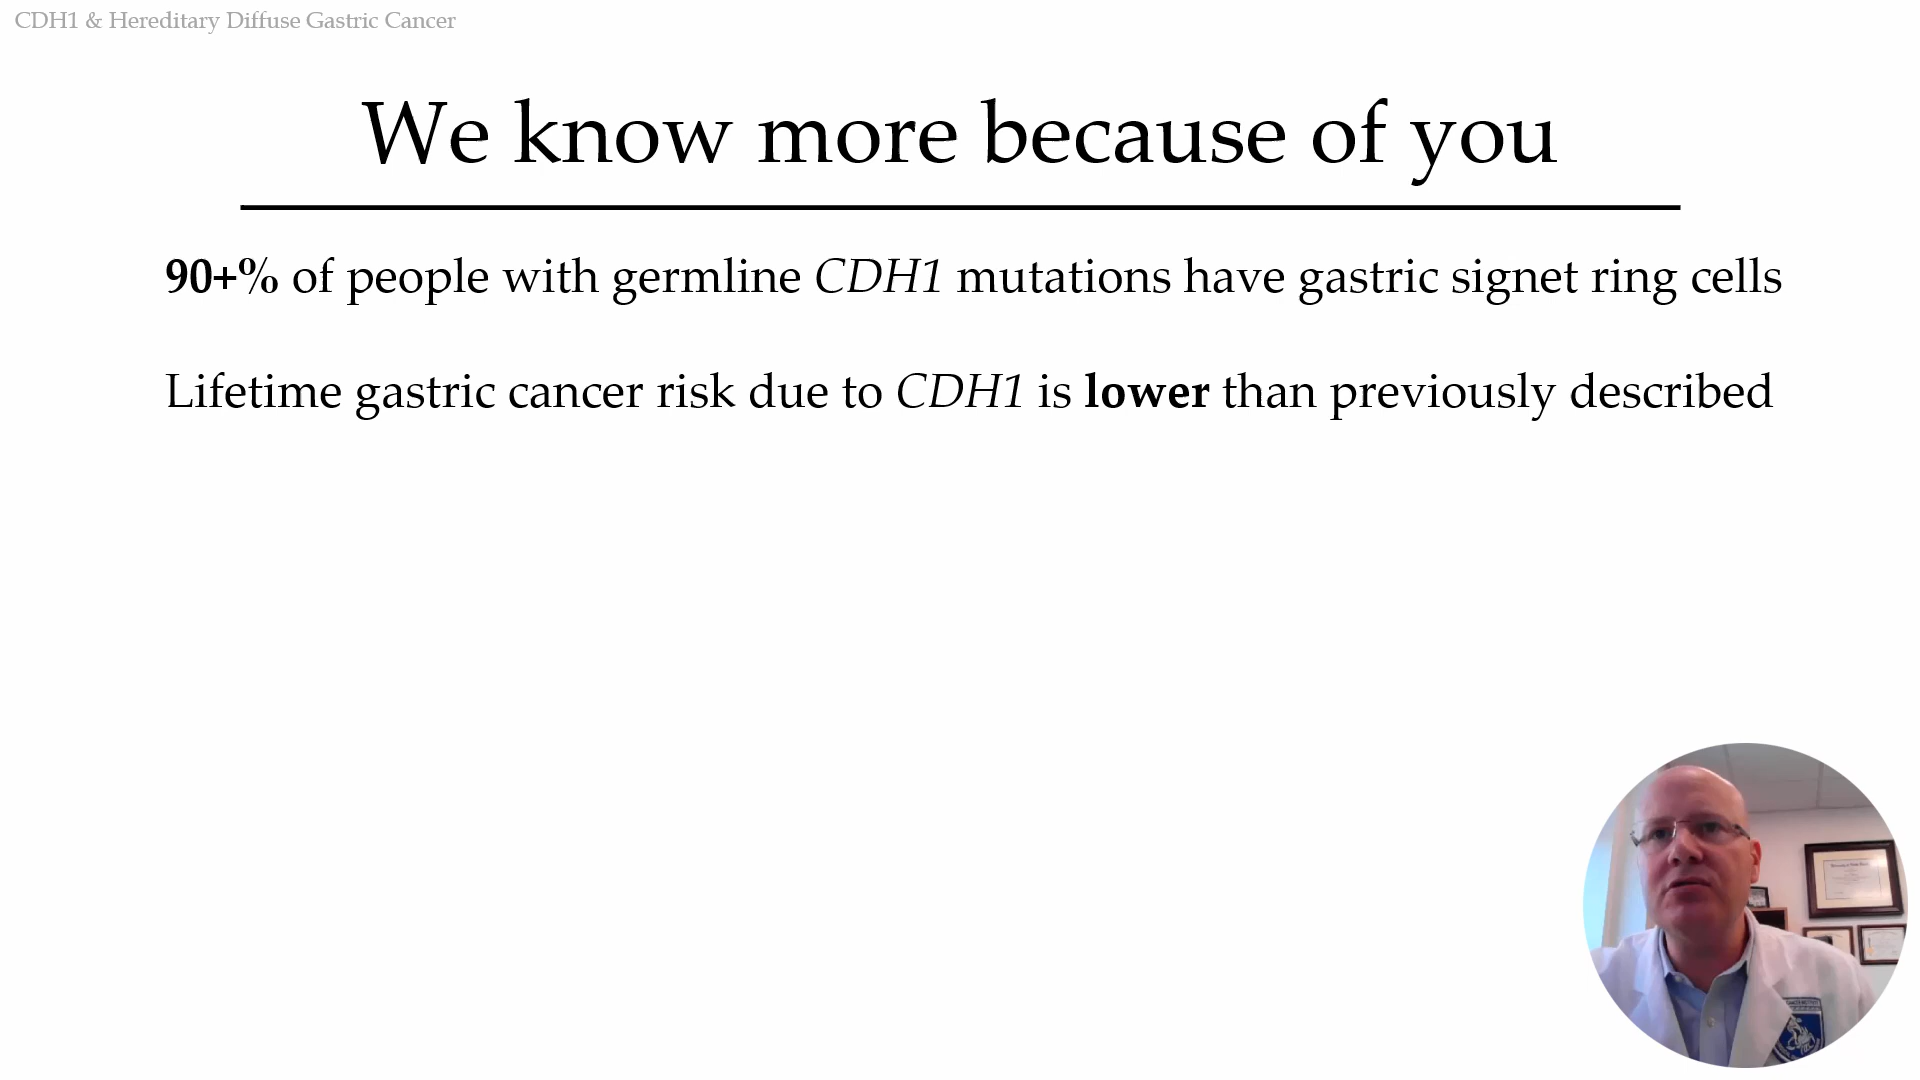 CDH1 & Hereditary Diffuse Gastric Cancer
We know more because of you
90+% of people with germline CDH1 mutations have gastric signet ring cells
Lifetime gastric cancer risk due to CDH1 is lower than previously described